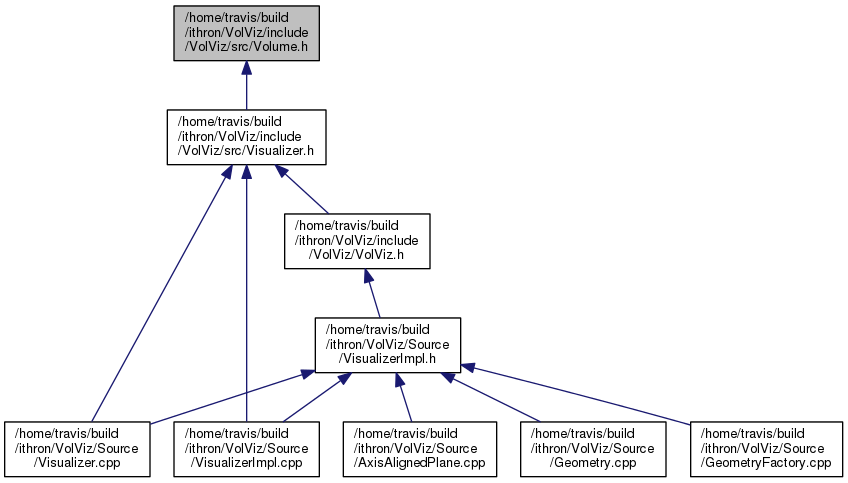 /home/travis/build
/ithron/VolViz/include
/VolViz/src/Volume.h
/home/travis/build
/ithron/VolViz/include
/VolViz/src/Visualizer.h
/home/travis/build
/ithron/VolViz/include
/VolViz/VolViz.h
/home/travis/build
/ithron/VolViz/Source
/VisualizerImpl.h
/home/travis/build
/ithron/VolViz/Source
/Visualizer.cpp
/home/travis/build
/ithron/VolViz/Source
/VisualizerImpl.cpp
/home/travis/build
/ithron/VolViz/Source
/AxisAlignedPlane.cpp
/home/travis/build
/ithron/VolViz/Source
/Geometry.cpp
/home/travis/build
/ithron/VolViz/Source
/GeometryFactory.cpp